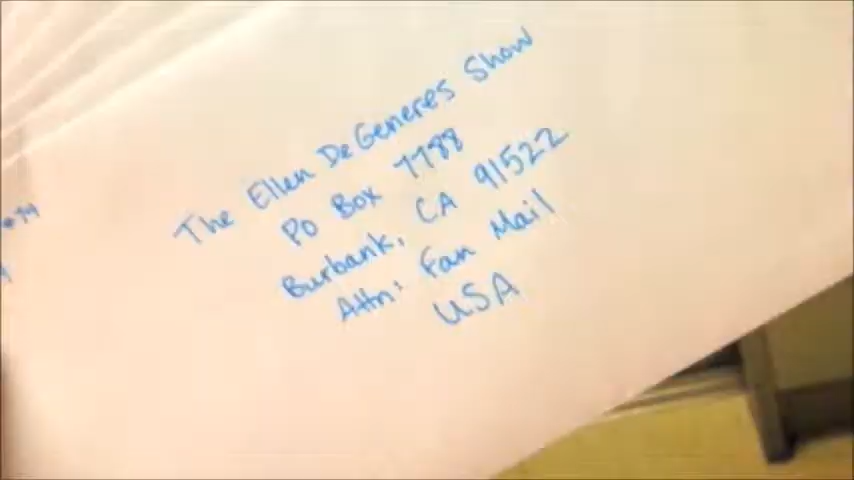 The Ellen DeGeneres Show
PO Box 7788
Burbank, CA 91522
Attn: Fan Mail
USA